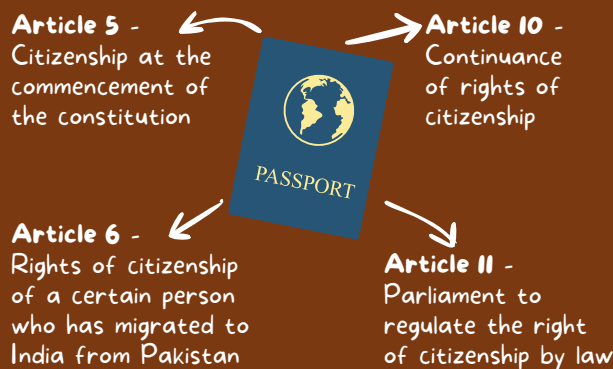 Article 5 -
Citizenship at the
commencement of
the constitution
Article 10 -
Continuance
of rights of
citizenship
PASSPORT
Article 6 -
Rights of citizenship
of a certain person
who has migrated to
India from Pakistan
Article 11 -
Parliament to
regulate the right
of citizenship by law